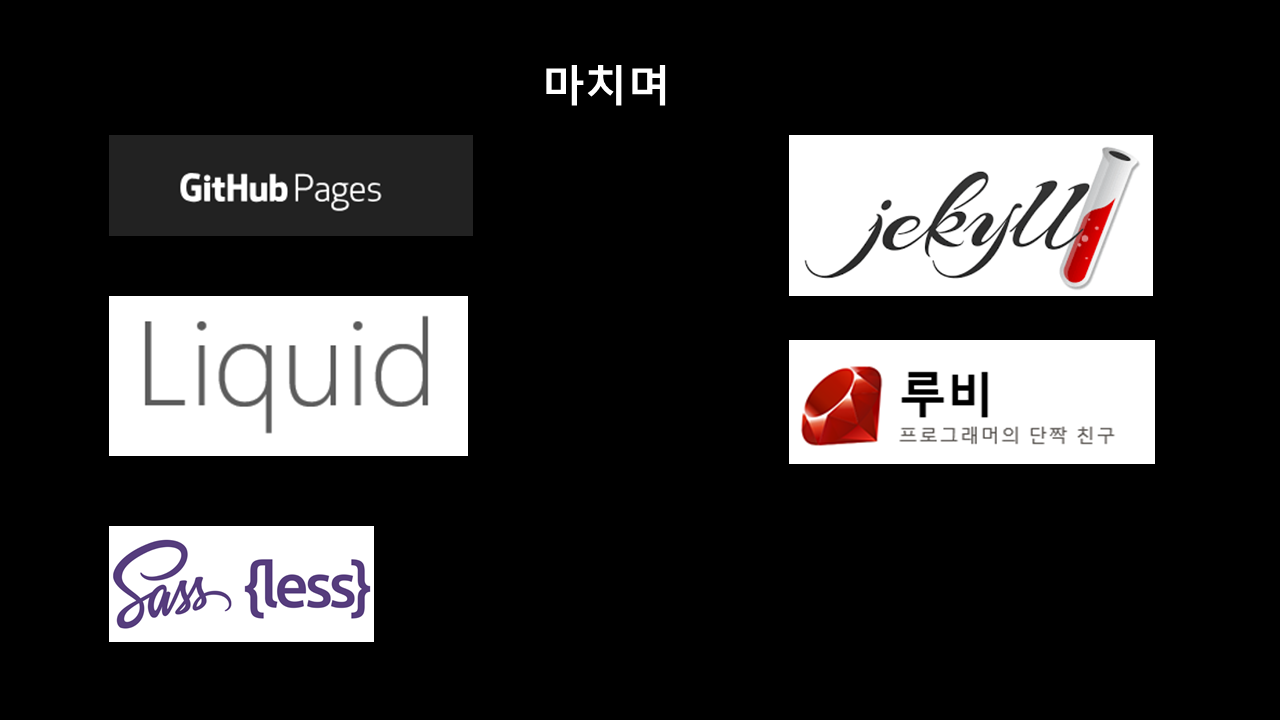 마치며
GitHub Pages
jekyll
Liquid
루비
프로그래머의 단짝 친구
Sass {less}